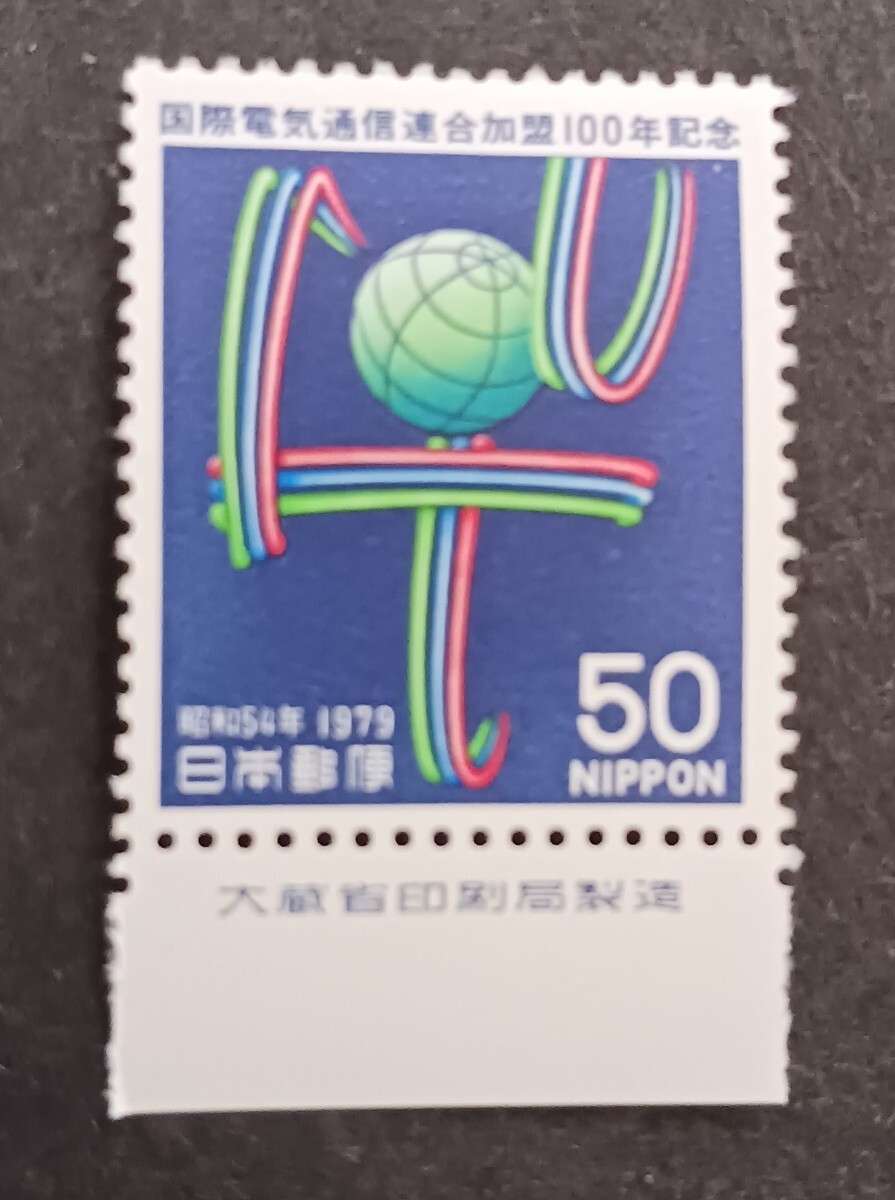 国際電気通信連合加盟100年記念
昭和54年 1979
日本郵便
50
NIPPON
大蔵省印刷局製造